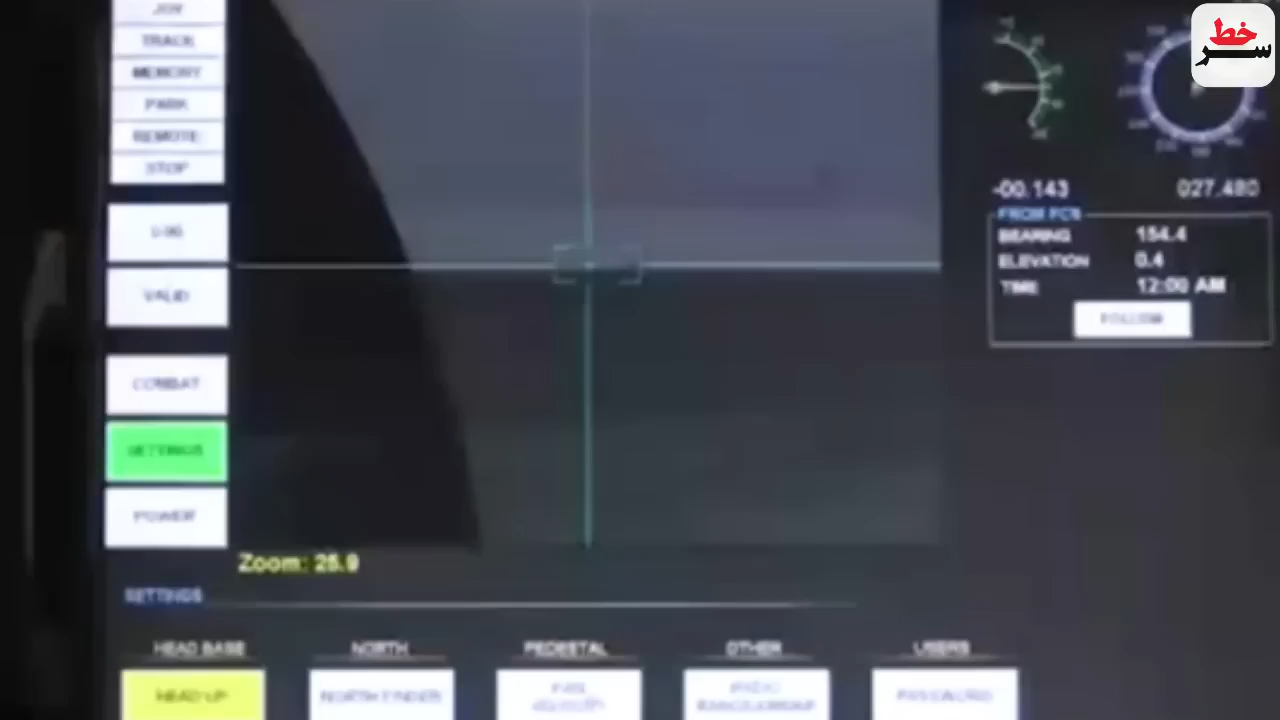 JOY
TRACK
MEMORY
PARK
REMOTE
STOP
VALID
COMBAT
SETTINGS
POWER
Zoom: 25.9
SETTINGS
HEAD BASE
NORTH
PEDESTAL
OTHER
USERS
HEAD UP
NORTH FINDER
PASSWORD
-00.143
027.480
FROM FCS
BEARING 154.4
ELEVATION 0.4
TIME 12:00 AM
FOLLOW
خط
سر